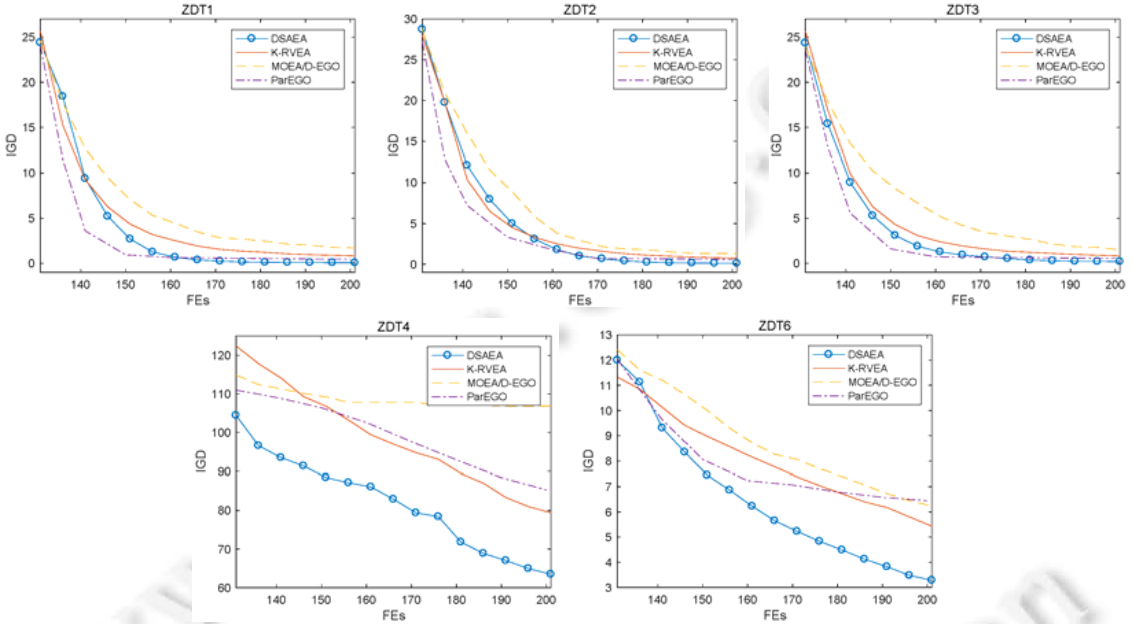 ZDT1
25
20
15
10
5
0
IGD
140 150 160 170 180 190 200
FEs
DSAEA
K-RVEA
MOEA/D-EGO
ParEGO
ZDT2
30
25
20
15
10
5
0
IGD
140 150 160 170 180 190 200
FEs
DSAEA
K-RVEA
MOEA/D-EGO
ParEGO
ZDT3
25
20
15
10
5
0
IGD
140 150 160 170 180 190 200
FEs
DSAEA
K-RVEA
MOEA/D-EGO
ParEGO
ZDT4
120
110
100
90
80
70
60
IGD
140 150 160 170 180 190 200
FEs
DSAEA
K-RVEA
MOEA/D-EGO
ParEGO
ZDT6
13
12
11
10
9
8
7
6
5
4
3
IGD
140 150 160 170 180 190 200
FEs
DSAEA
K-RVEA
MOEA/D-EGO
ParEGO